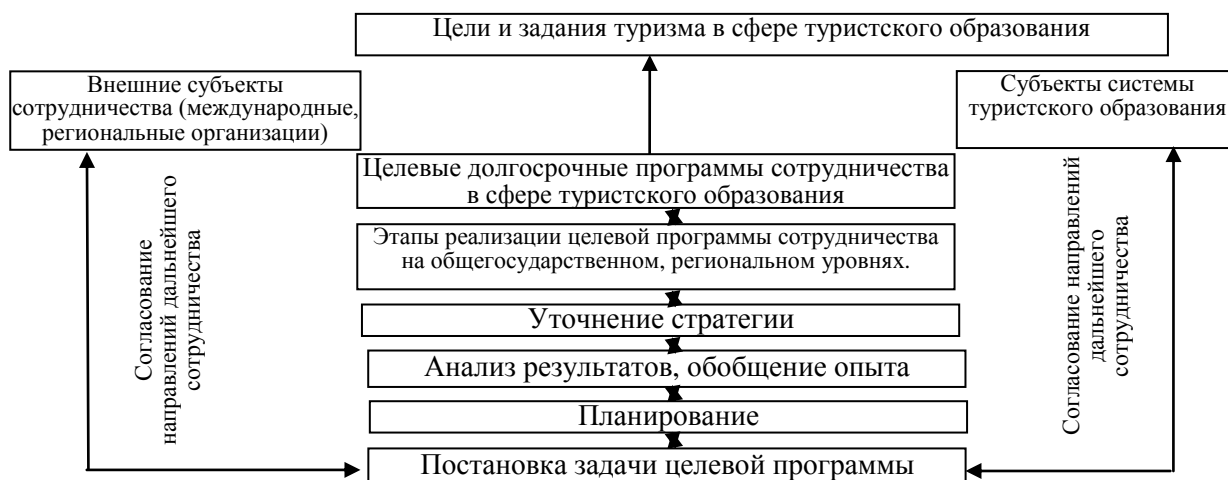 Цели и задания туризма в сфере туристского образования
Внешние субъекты
сотрудничества (международные,
региональные организации)
Субъекты системы
туристского образования
Целевые долгосрочные программы сотрудничества
в сфере туристского образования
Этапы реализации целевой программы сотрудничества
на общегосударственном, региональном уровнях.
Уточнение стратегии
Анализ результатов, обобщение опыта
Планирование
Постановка задачи целевой программы
Согласование
направлений дальнейшего
сотрудничества
Согласование направлений
дальнейшего
сотрудничества